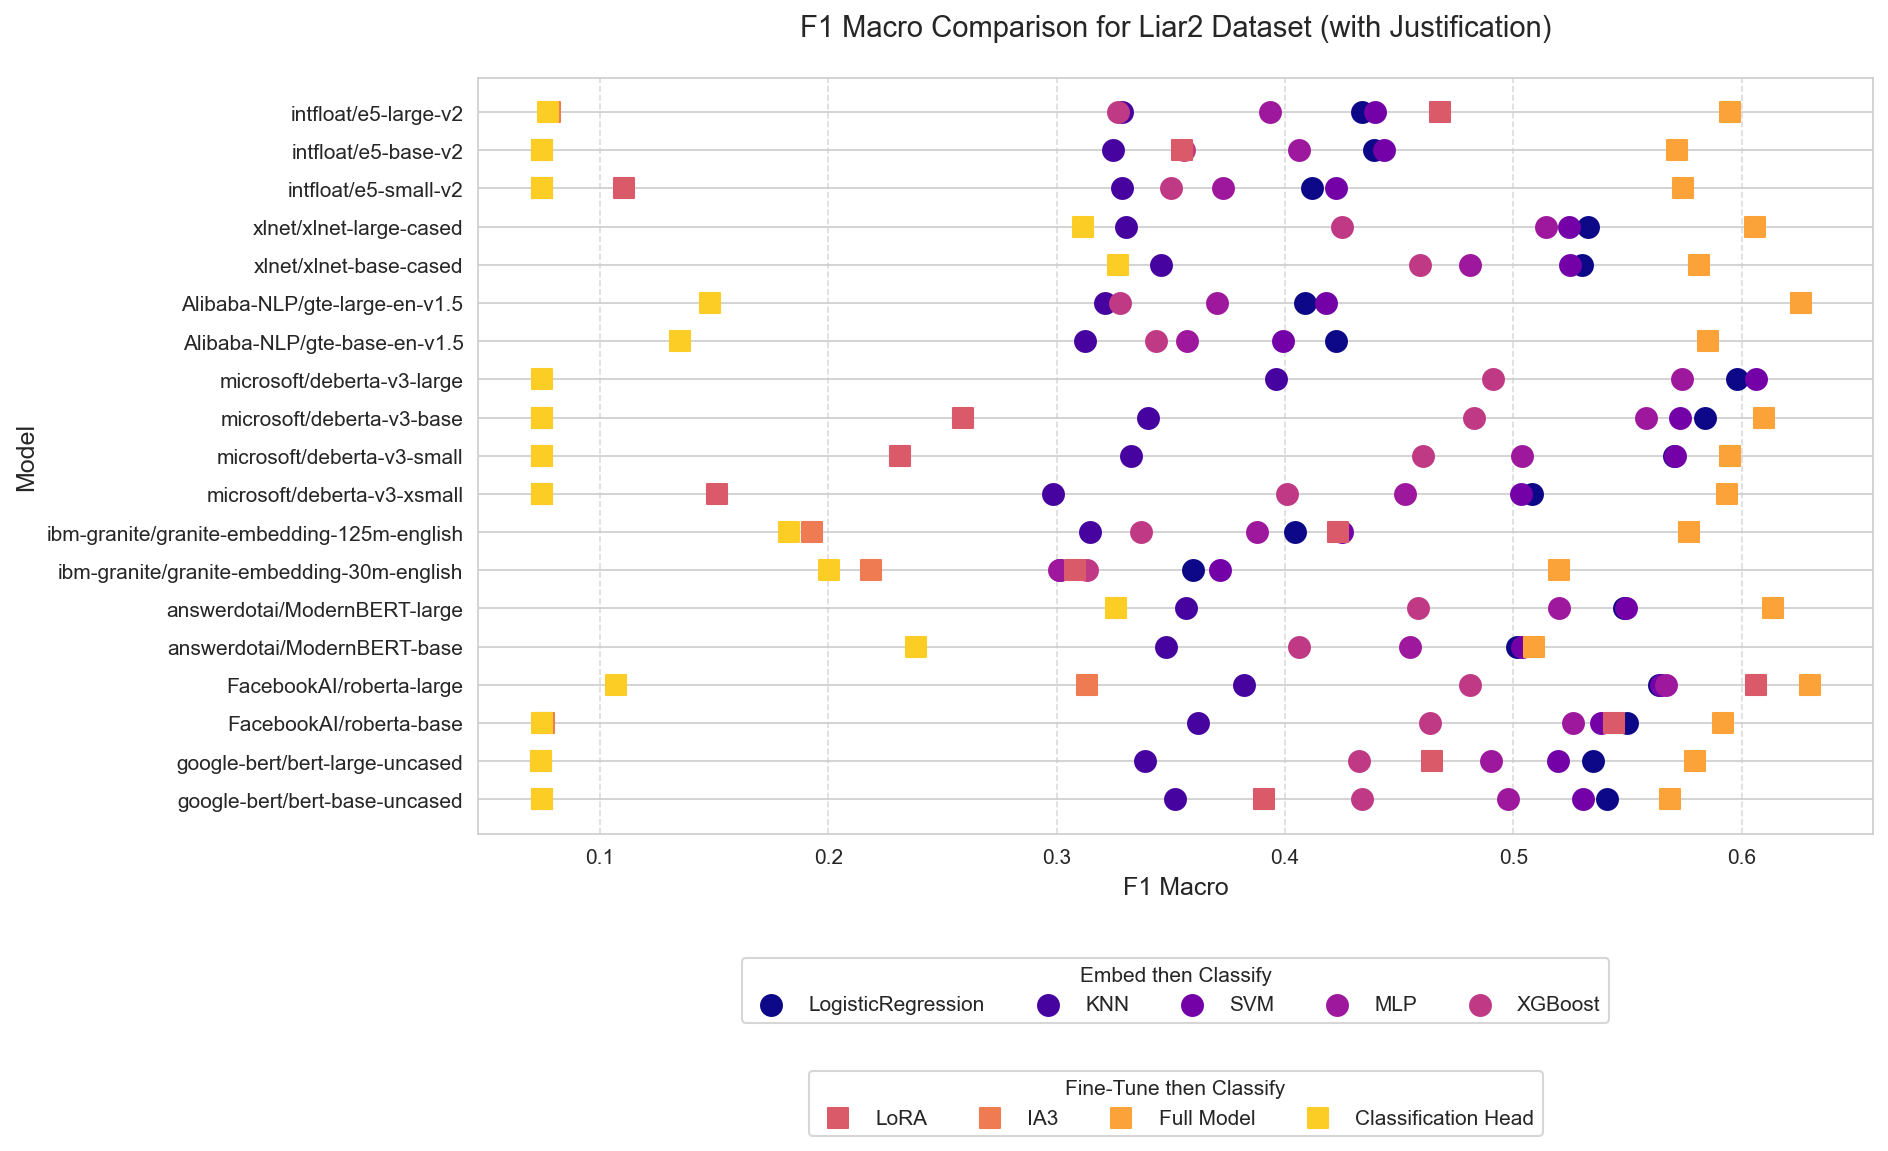 F1 Macro Comparison for Liar2 Dataset (with Justification)
Model
intfloat/e5-large-v2
intfloat/e5-base-v2
intfloat/e5-small-v2
xlnet/xlnet-large-cased
xlnet/xlnet-base-cased
Alibaba-NLP/gte-large-en-v1.5
Alibaba-NLP/gte-base-en-v1.5
microsoft/deberta-v3-large
microsoft/deberta-v3-base
microsoft/deberta-v3-small
microsoft/deberta-v3-xsmall
ibm-granite/granite-embedding-125m-english
ibm-granite/granite-embedding-30m-english
answerdotai/ModernBERT-large
answerdotai/ModernBERT-base
FacebookAI/roberta-large
FacebookAI/roberta-base
google-bert/bert-large-uncased
google-bert/bert-base-uncased
0.1 0.2 0.3 0.4 0.5 0.6
F1 Macro
Embed then Classify
LogisticRegression KNN SVM MLP XGBoost
Fine-Tune then Classify
LoRA IA3 Full Model Classification Head